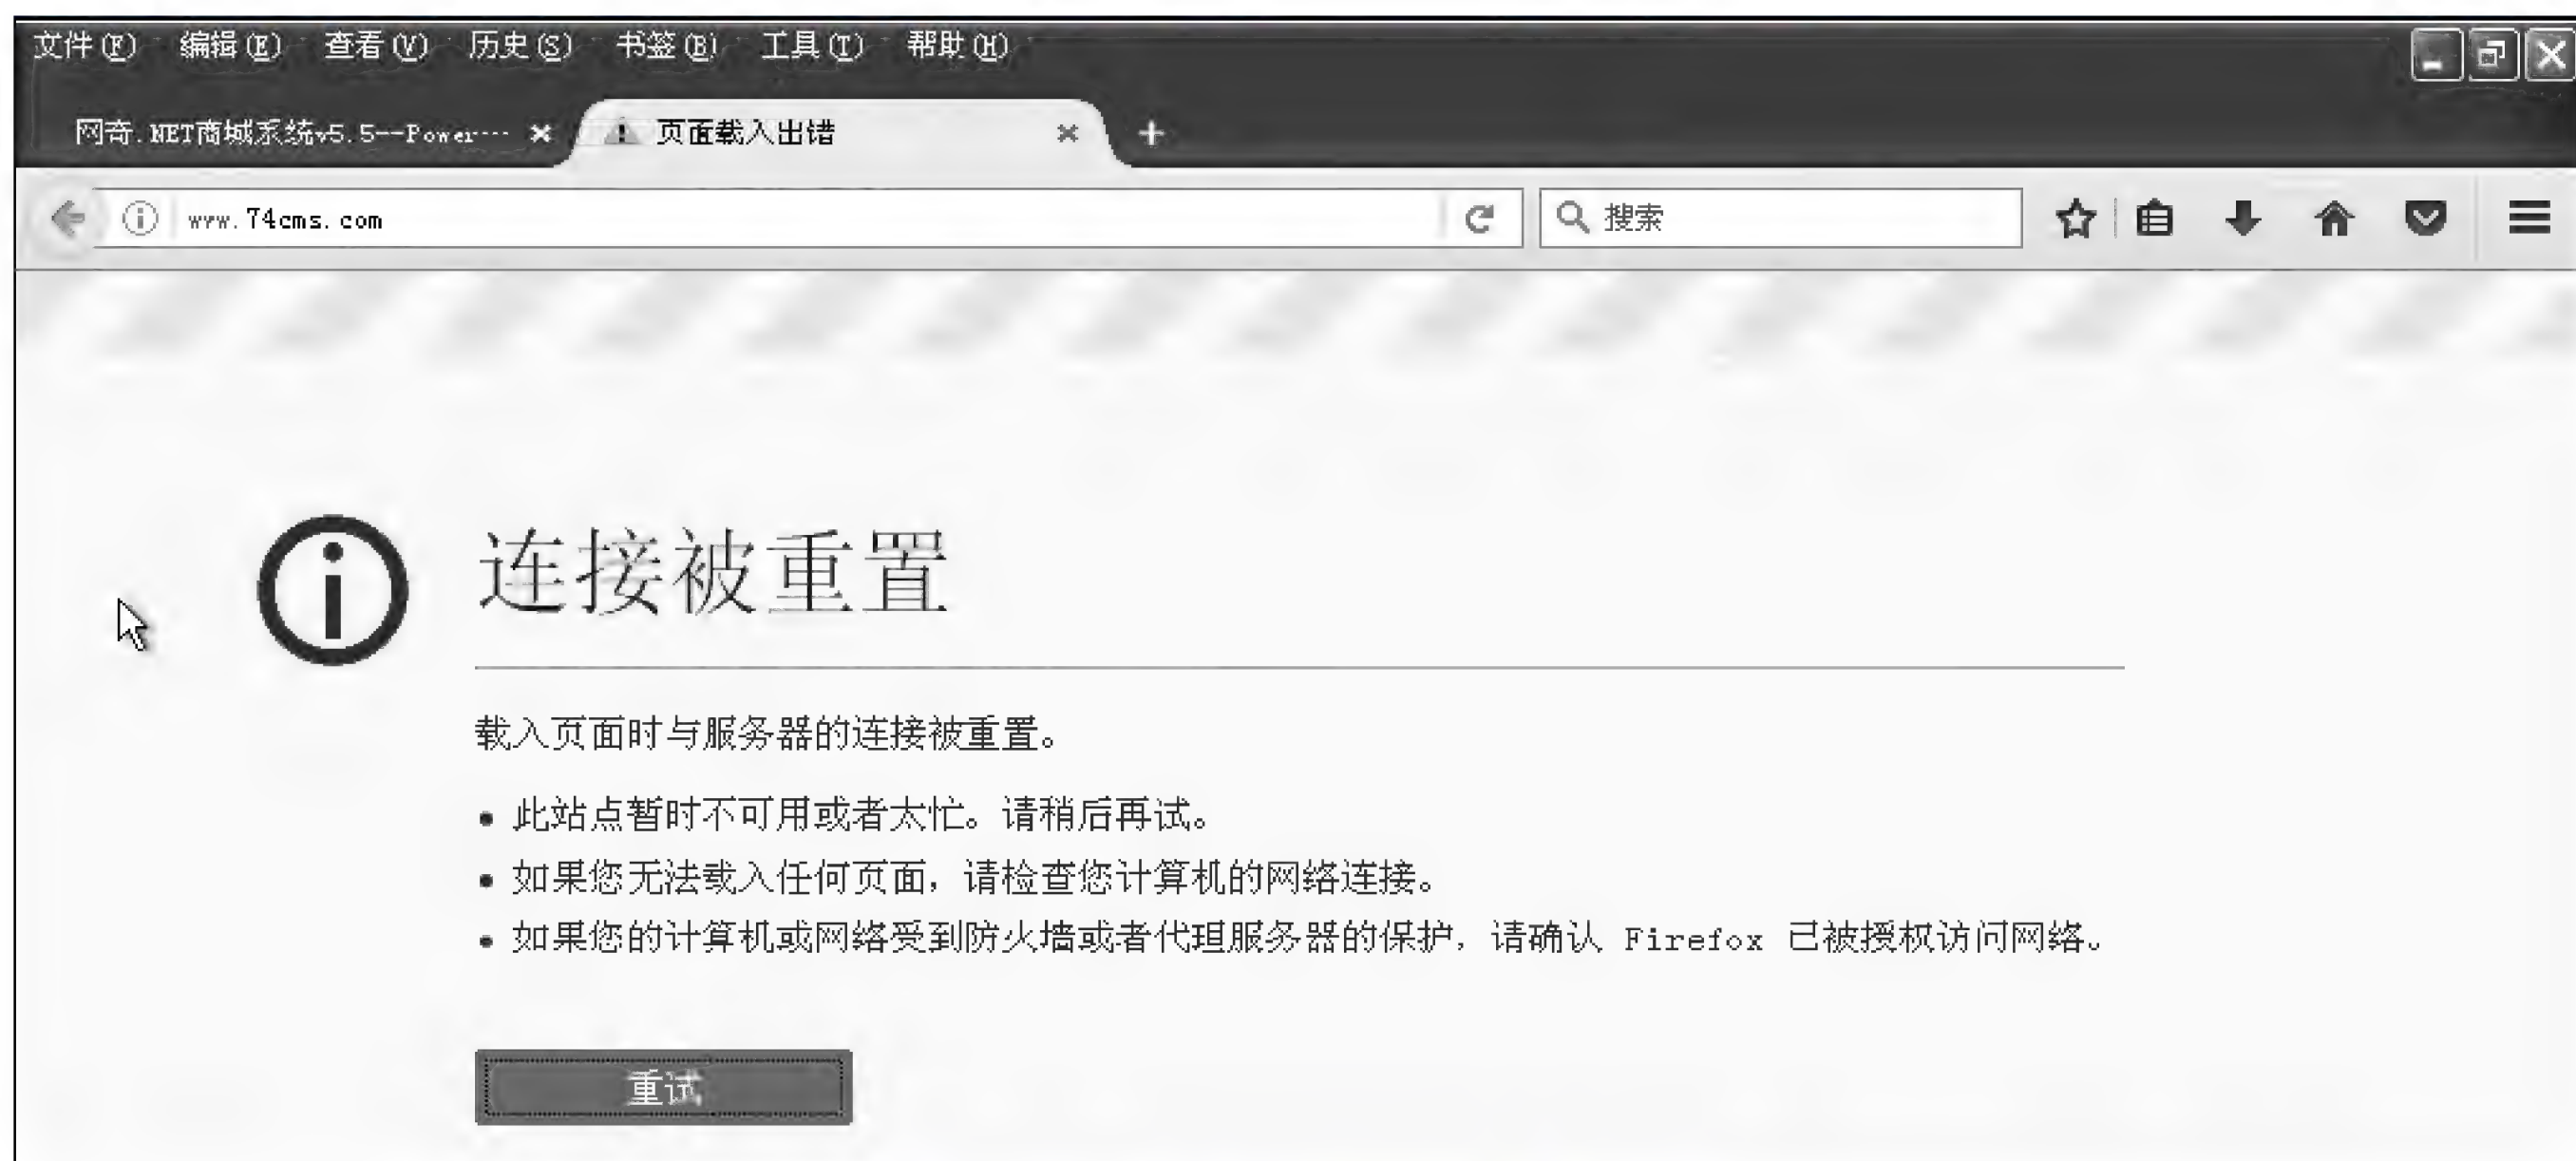 文件(F) 编辑(E) 查看(V) 历史(S) 书签(B) 工具(T) 帮助(H)
网奇.NET商城系统v5.5--Power···· 页面载入出错
www.74cms.com 搜索
连接被重置
载入页面时与服务器的连接被重置。
• 此站点暂时不可用或者太忙。请稍后再试。
• 如果您无法载入任何页面，请检查您计算机的网络连接。
• 如果您的计算机或网络受到防火墙或者代理服务器的保护，请确认 Firefox 已被授权访问网络。
重试